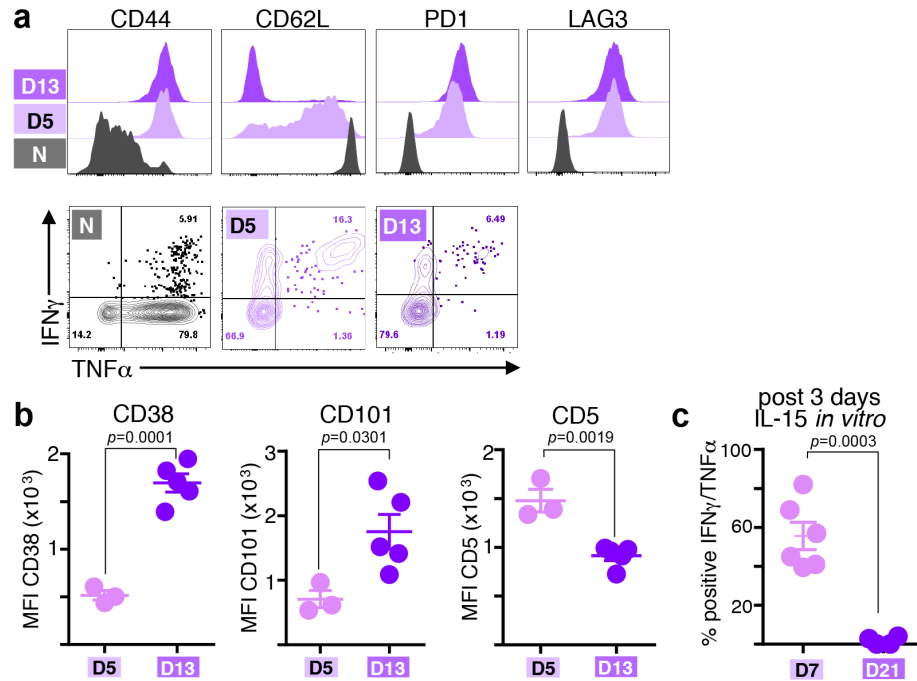 a
CD44 CD62L PD1 LAG3
D13
D5
N
N 5.91 14.2 79.8
D5 16.3 66.9 1.36
D13 6.49 79.6 1.19
IFNγ
TNFα
b
CD38 CD101 CD5
p=0.0001 p=0.0301 p=0.0019
MFI CD38 (x10³)
2
1
D5 D13
MFI CD101 (x10³)
3
2
1
D5 D13
MFI CD5 (x10³)
2
1
D5 D13
c
post 3 days
IL-15 in vitro
p=0.0003
% positive IFNγ/TNFα
100
60
20
D7 D21